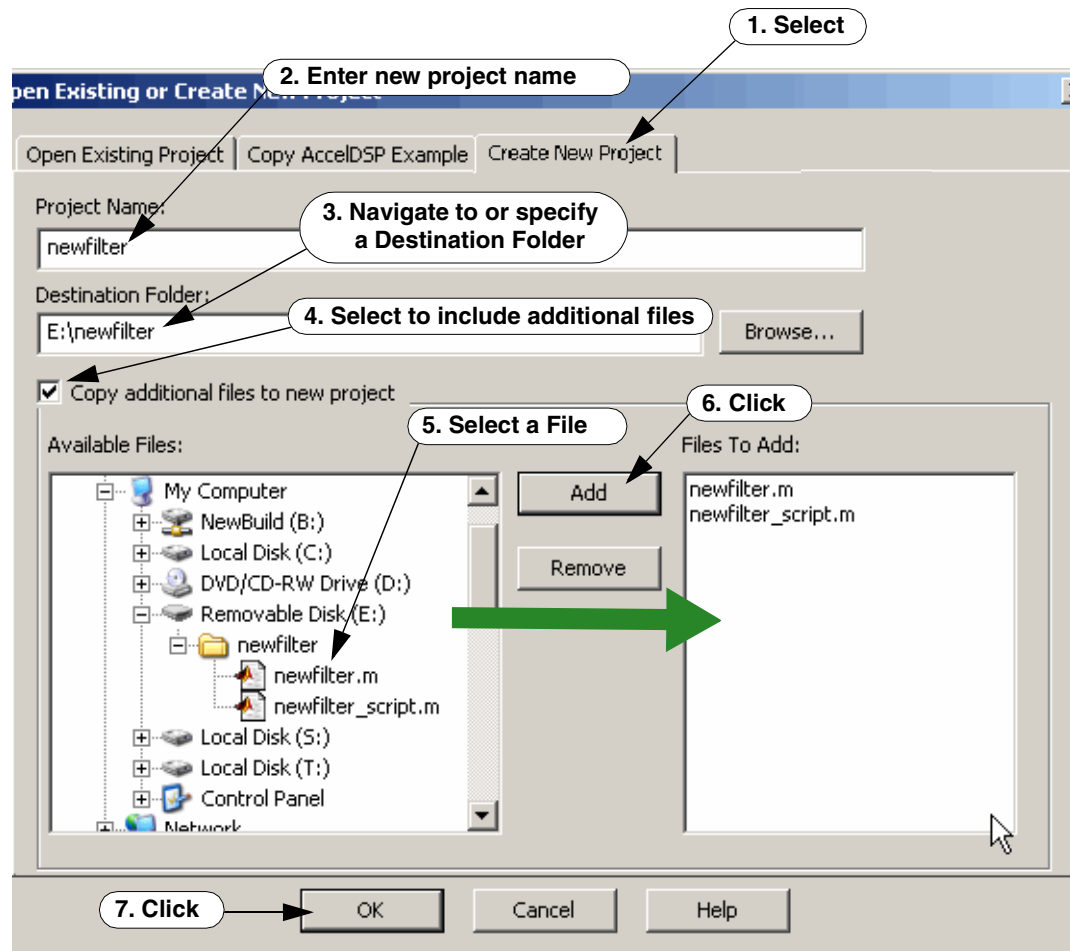 1. Select
2. Enter new project name
pen Existing or Create New Project
Open Existing Project
Copy AccelDSP Example
Create New Project
Project Name:
3. Navigate to or specify
a Destination Folder
newfilter
Destination Folder:
4. Select to include additional files
E:\newfilter
Browse...
Copy additional files to new project
5. Select a File
6. Click
Available Files:
Files To Add:
My Computer
NewBuild (B:)
Local Disk (C:)
DVD/CD-RW Drive (D:)
Removable Disk (E:)
newfilter
newfilter.m
newfilter_script.m
Local Disk (S:)
Local Disk (T:)
Control Panel
Network
Add
Remove
newfilter.m
newfilter_script.m
7. Click
OK
Cancel
Help